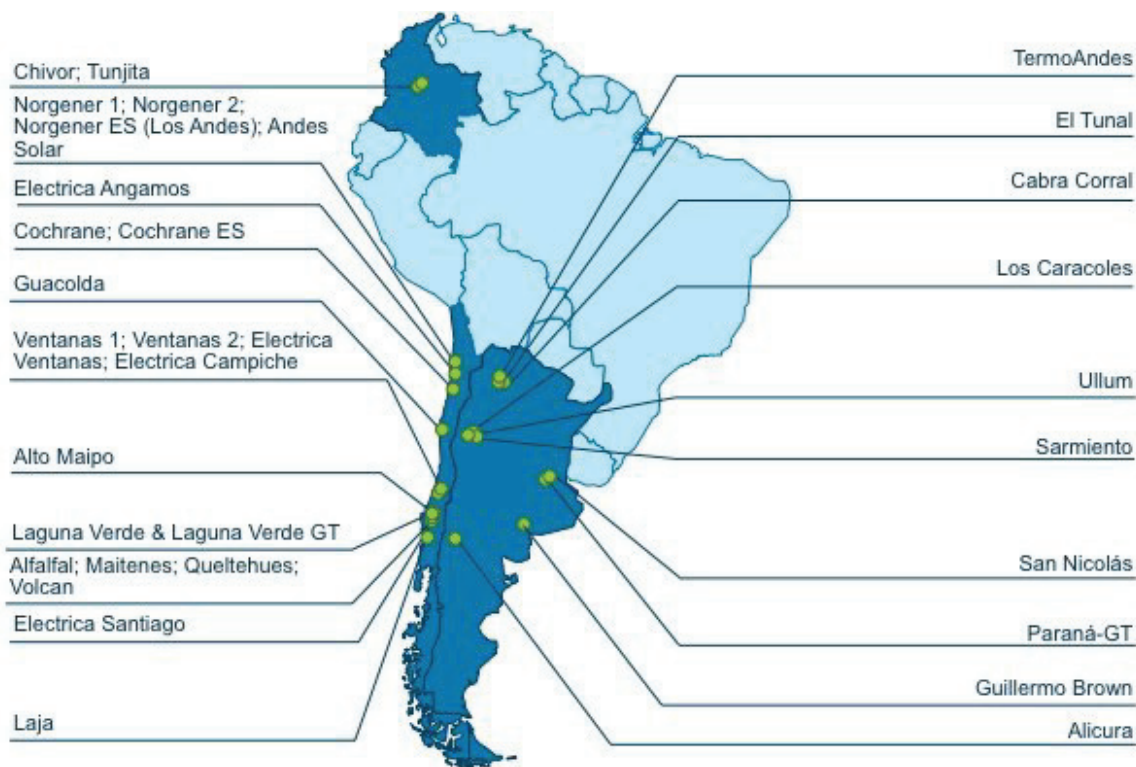 Chivor; Tunjita
Norgener 1; Norgener 2;
Norgener ES (Los Andes); Andes
Solar
Electrica Angamos
Cochrane; Cochrane ES
Guacolda
Ventanas 1; Ventanas 2; Electrica
Ventanas; Electrica Campiche
Alto Maipo
Laguna Verde & Laguna Verde GT
Alfalfal; Maitenes; Queltehues;
Volcan
Electrica Santiago
Laja
TermoAndes
El Tunal
Cabra Corral
Los Caracoles
Ullum
Sarmiento
San Nicolás
Paraná-GT
Guillermo Brown
Alicura